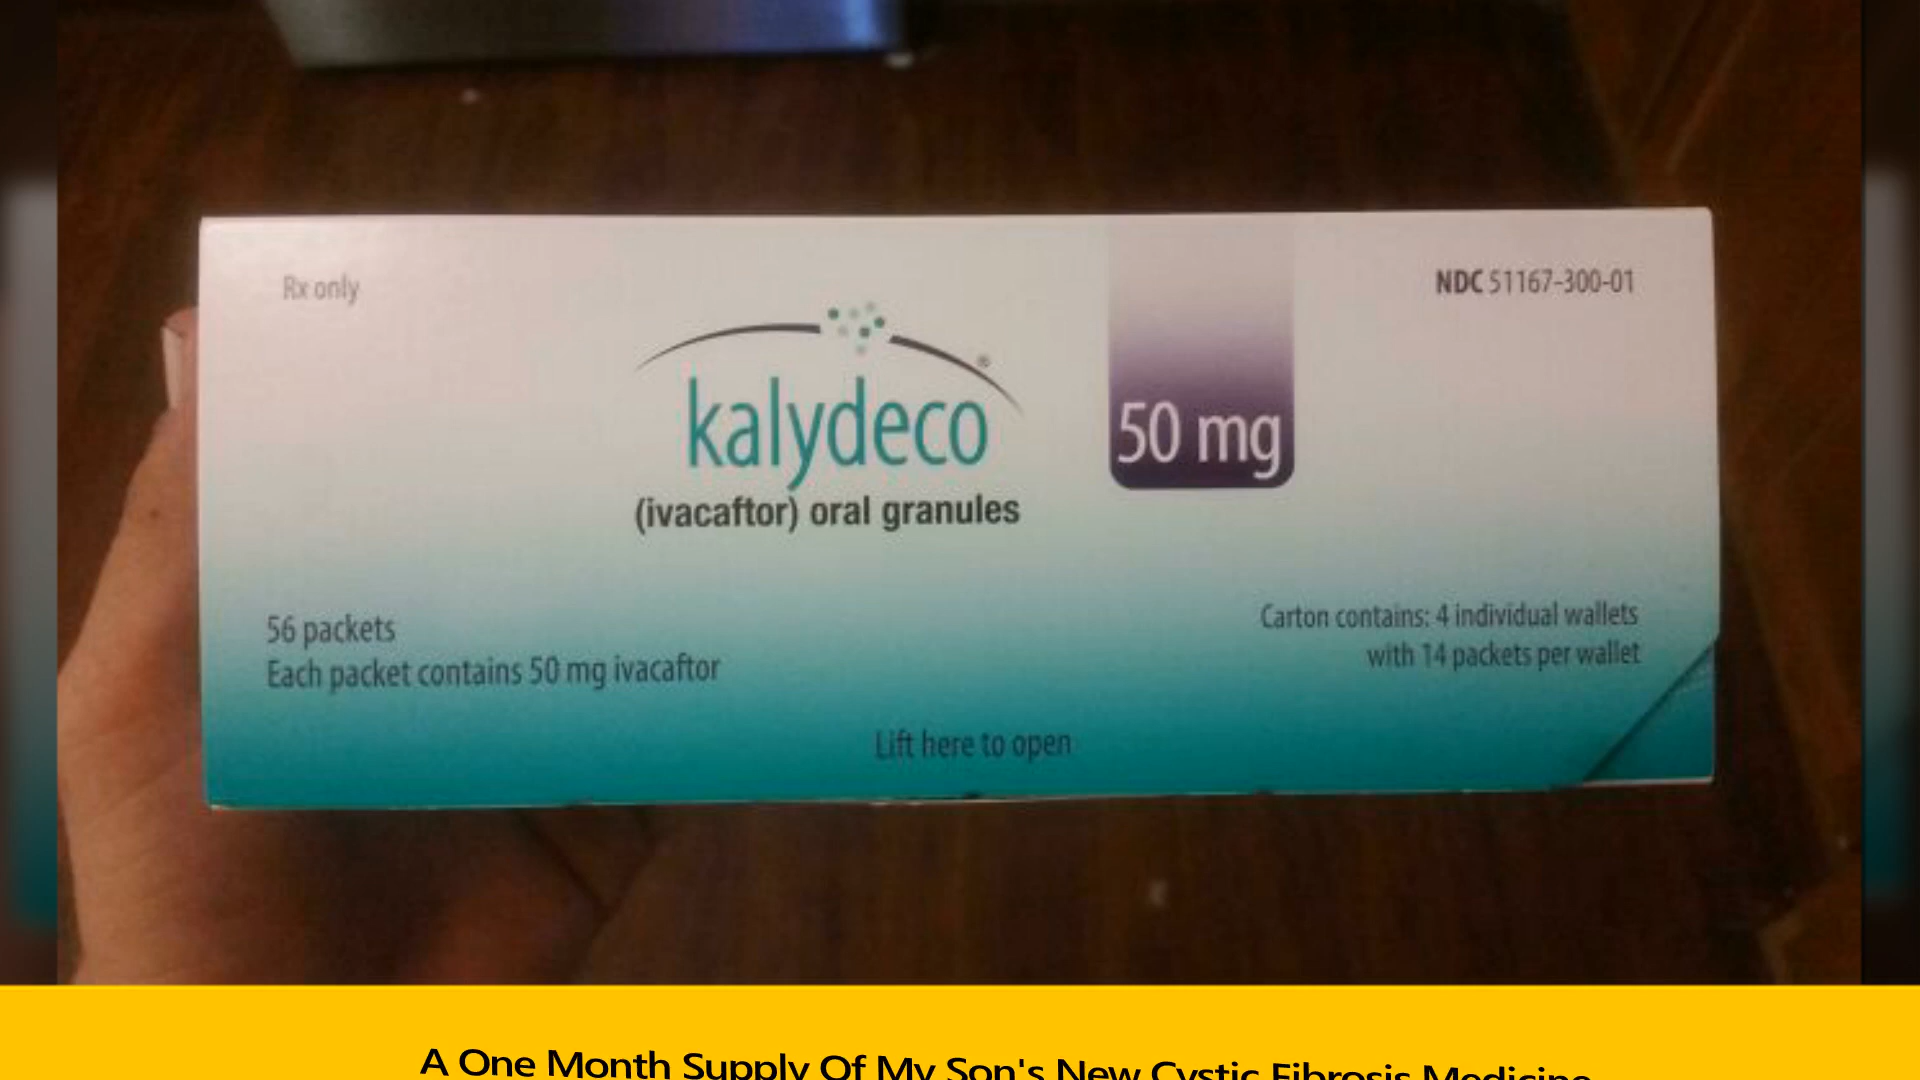 Rx only
NDC 51167-300-01
kalydeco®
50 mg
(ivacaftor) oral granules
56 packets
Each packet contains 50 mg ivacaftor
Carton contains: 4 individual wallets
with 14 packets per wallet
Lift here to open
A One Month Supply Of My Son's New Cystic Fibrosis Medicine